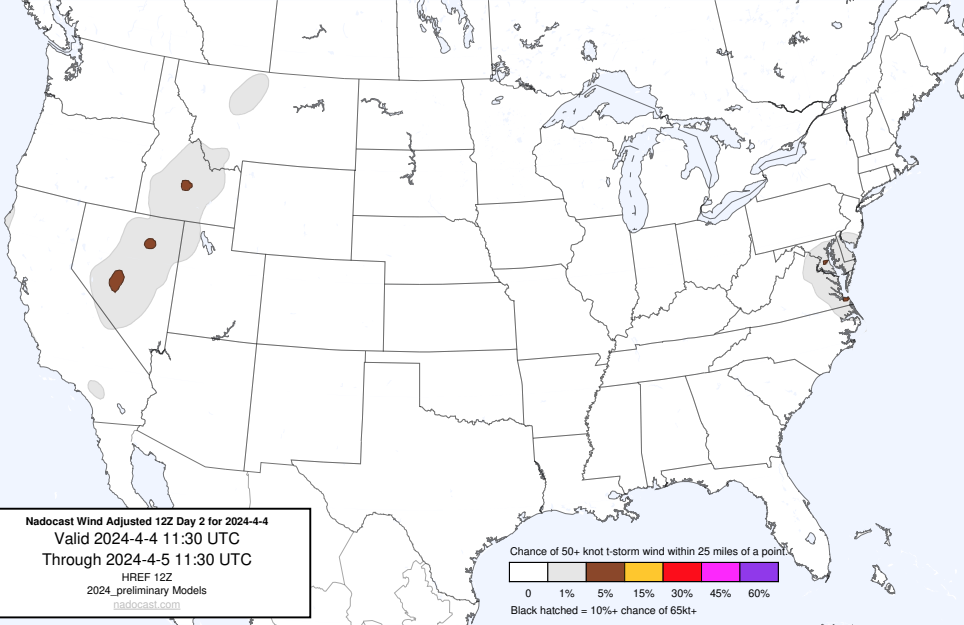 Nadocast Wind Adjusted 12Z Day 2 for 2024-4-4
Valid 2024-4-4 11:30 UTC
Through 2024-4-5 11:30 UTC
HREF 12Z
2024_preliminary Models
nadocast.com
Chance of 50+ knot t-storm wind within 25 miles of a point.
0 1% 5% 15% 30% 45% 60%
Black hatched = 10%+ chance of 65kt+